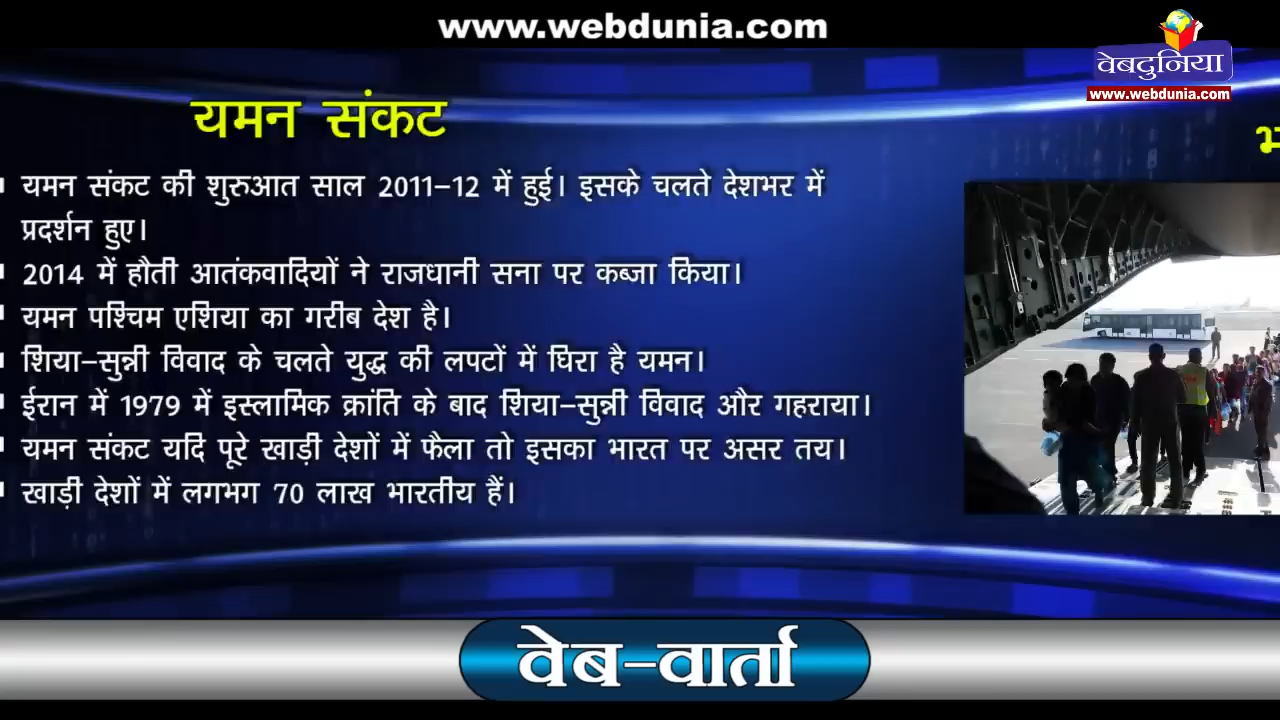 www.webdunia.com
वेबदुनिया
www.webdunia.com
यमन संकट
यमन संकट की शुरुआत साल 2011-12 में हुई। इसके चलते देशभर में
प्रदर्शन हुए।
2014 में हौती आतंकवादियों ने राजधानी सना पर कब्जा किया।
यमन पश्चिम एशिया का गरीब देश है।
शिया-सुन्नी विवाद के चलते युद्ध की लपटों में घिरा है यमन।
ईरान में 1979 में इस्लामिक क्रांति के बाद शिया-सुन्नी विवाद और गहराया।
यमन संकट यदि पूरे खाड़ी देशों में फैला तो इसका भारत पर असर तय।
खाड़ी देशों में लगभग 70 लाख भारतीय हैं।
वेब-वार्ता